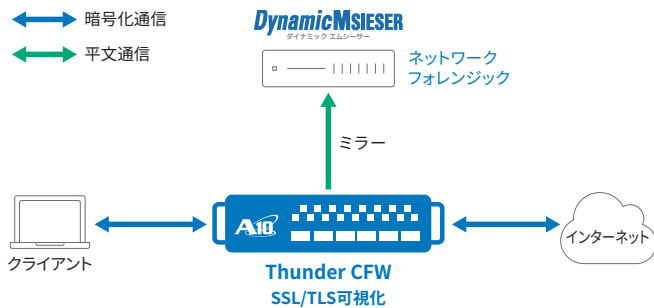 暗号化通信
平文通信
DynamicMSIESER
ダイナミック エムシーサー
ネットワーク
フォレンジック
ミラー
A10
クライアント
インターネット
Thunder CFW
SSL/TLS可視化